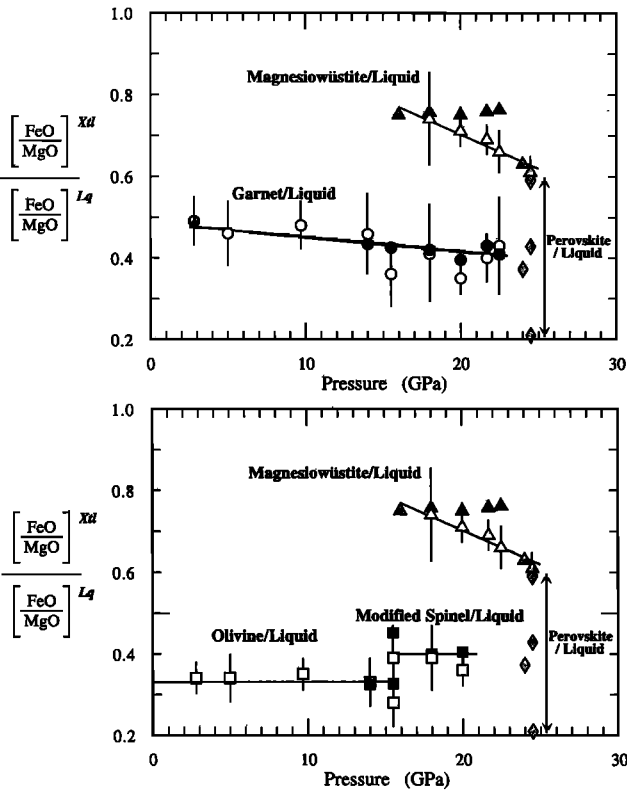 1.0
Magnesiowüstite/Liquid
0.8
[FeO/MgO]^Xtl
[FeO/MgO]^Lq
0.6
Garnet/Liquid
0.4
Perovskite
/ Liquid
0.2
0 10 20 30
Pressure (GPa)
1.0
Magnesiowüstite/Liquid
0.8
[FeO/MgO]^Xtl
[FeO/MgO]^Lq
0.6
Modified Spinel/Liquid
Olivine/Liquid
Perovskite
/ Liquid
0.4
0.2
0 10 20 30
Pressure (GPa)